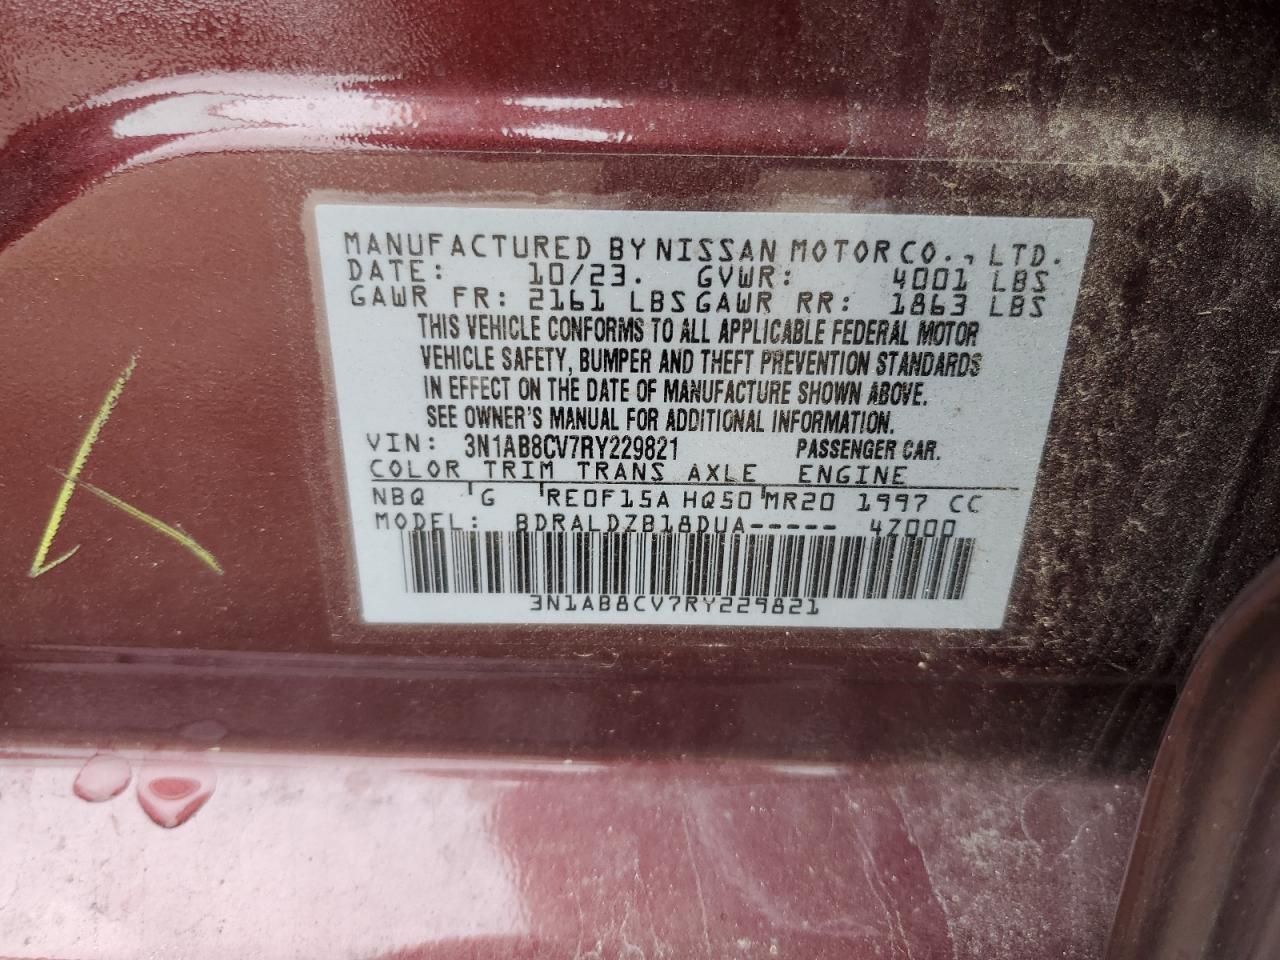 MANUFACTURED BY NISSAN MOTOR CO., LTD.
DATE: 10/23. GVWR: 4001 LBS
GAWR FR: 2161 LBS GAWR RR: 1863 LBS
THIS VEHICLE CONFORMS TO ALL APPLICABLE FEDERAL MOTOR
VEHICLE SAFETY, BUMPER AND THEFT PREVENTION STANDARDS
IN EFFECT ON THE DATE OF MANUFACTURE SHOWN ABOVE.
SEE OWNER'S MANUAL FOR ADDITIONAL INFORMATION.
VIN: 3N1AB8CV7RY229821 PASSENGER CAR.
COLOR TRIM TRANS AXLE ENGINE
NBQ G RE0F15A HQ50 MR20 1997 CC
MODEL: BDRALDZB18DUA----- 4Z000
3N1AB8CV7RY229821